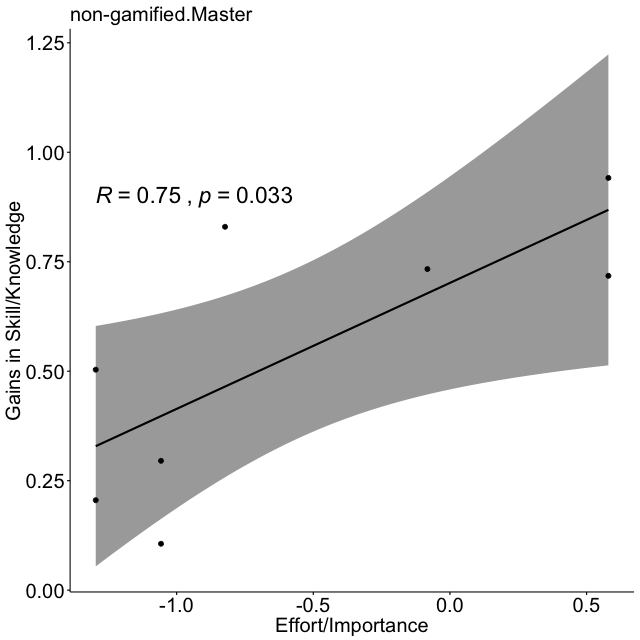 non-gamified.Master
1.25
1.00
R = 0.75 , p = 0.033
0.75
0.50
0.25
0.00
Gains in Skill/Knowledge
-1.0 -0.5 0.0 0.5
Effort/Importance